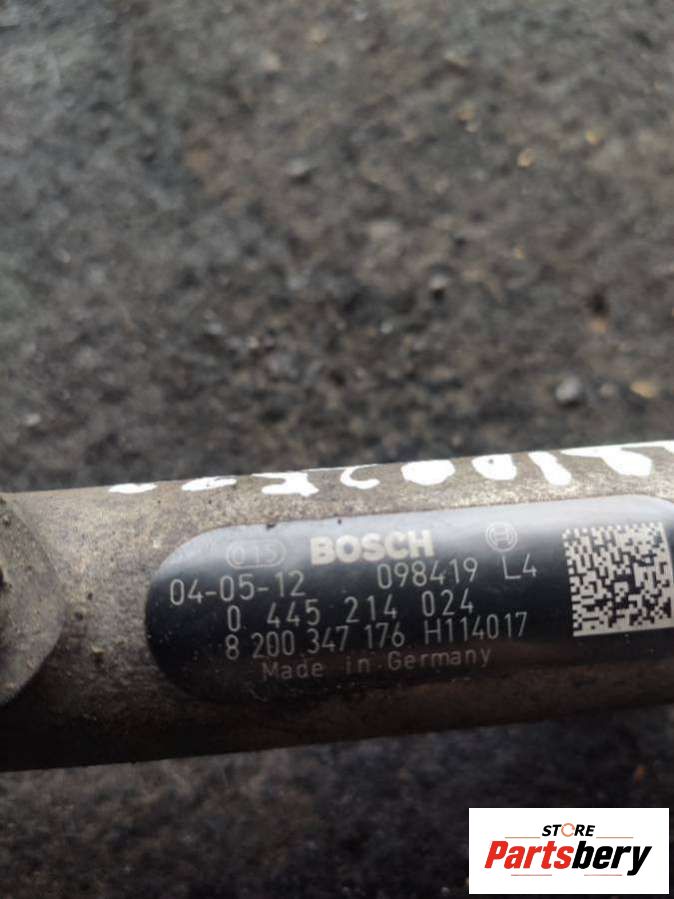 015 BOSCH
04-05-12 098419 L4
0 445 214 024
8 200 347 176 H114017
Made in Germany
STORE
Partsbery